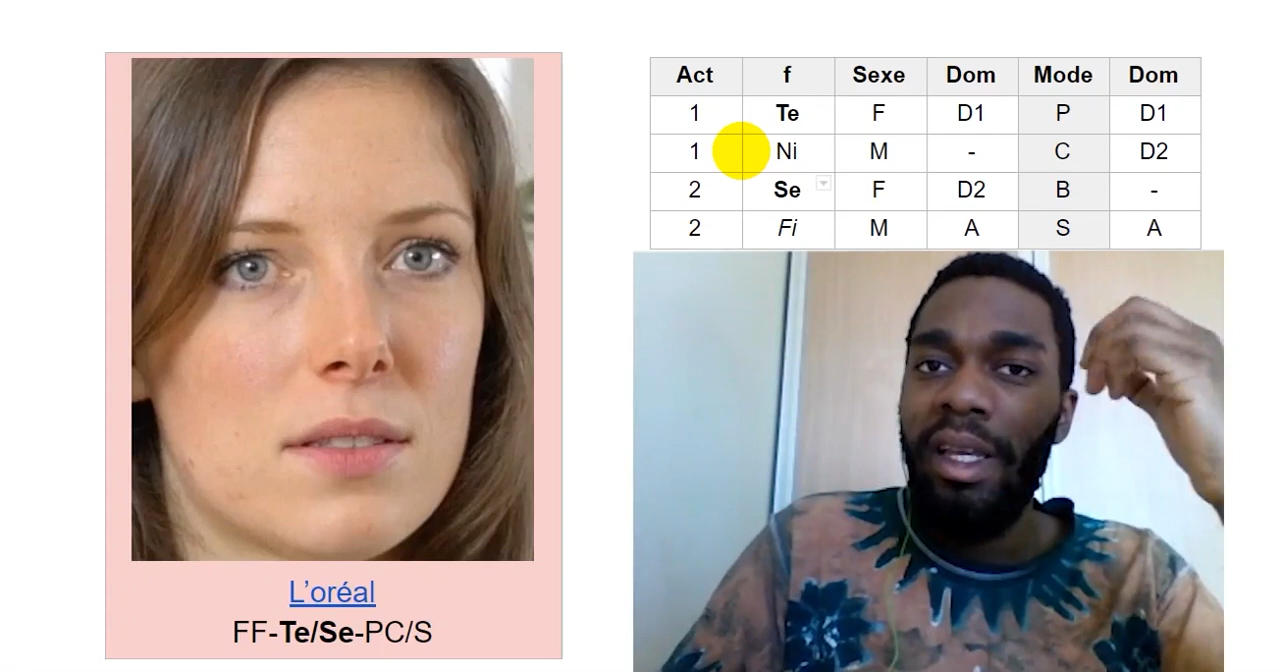 L’oréal
FF-Te/Se-PC/S
Act f Sexe Dom Mode Dom
1 Te F D1 P D1
1 Ni M - C D2
2 Se F D2 B -
2 Fi M A S A